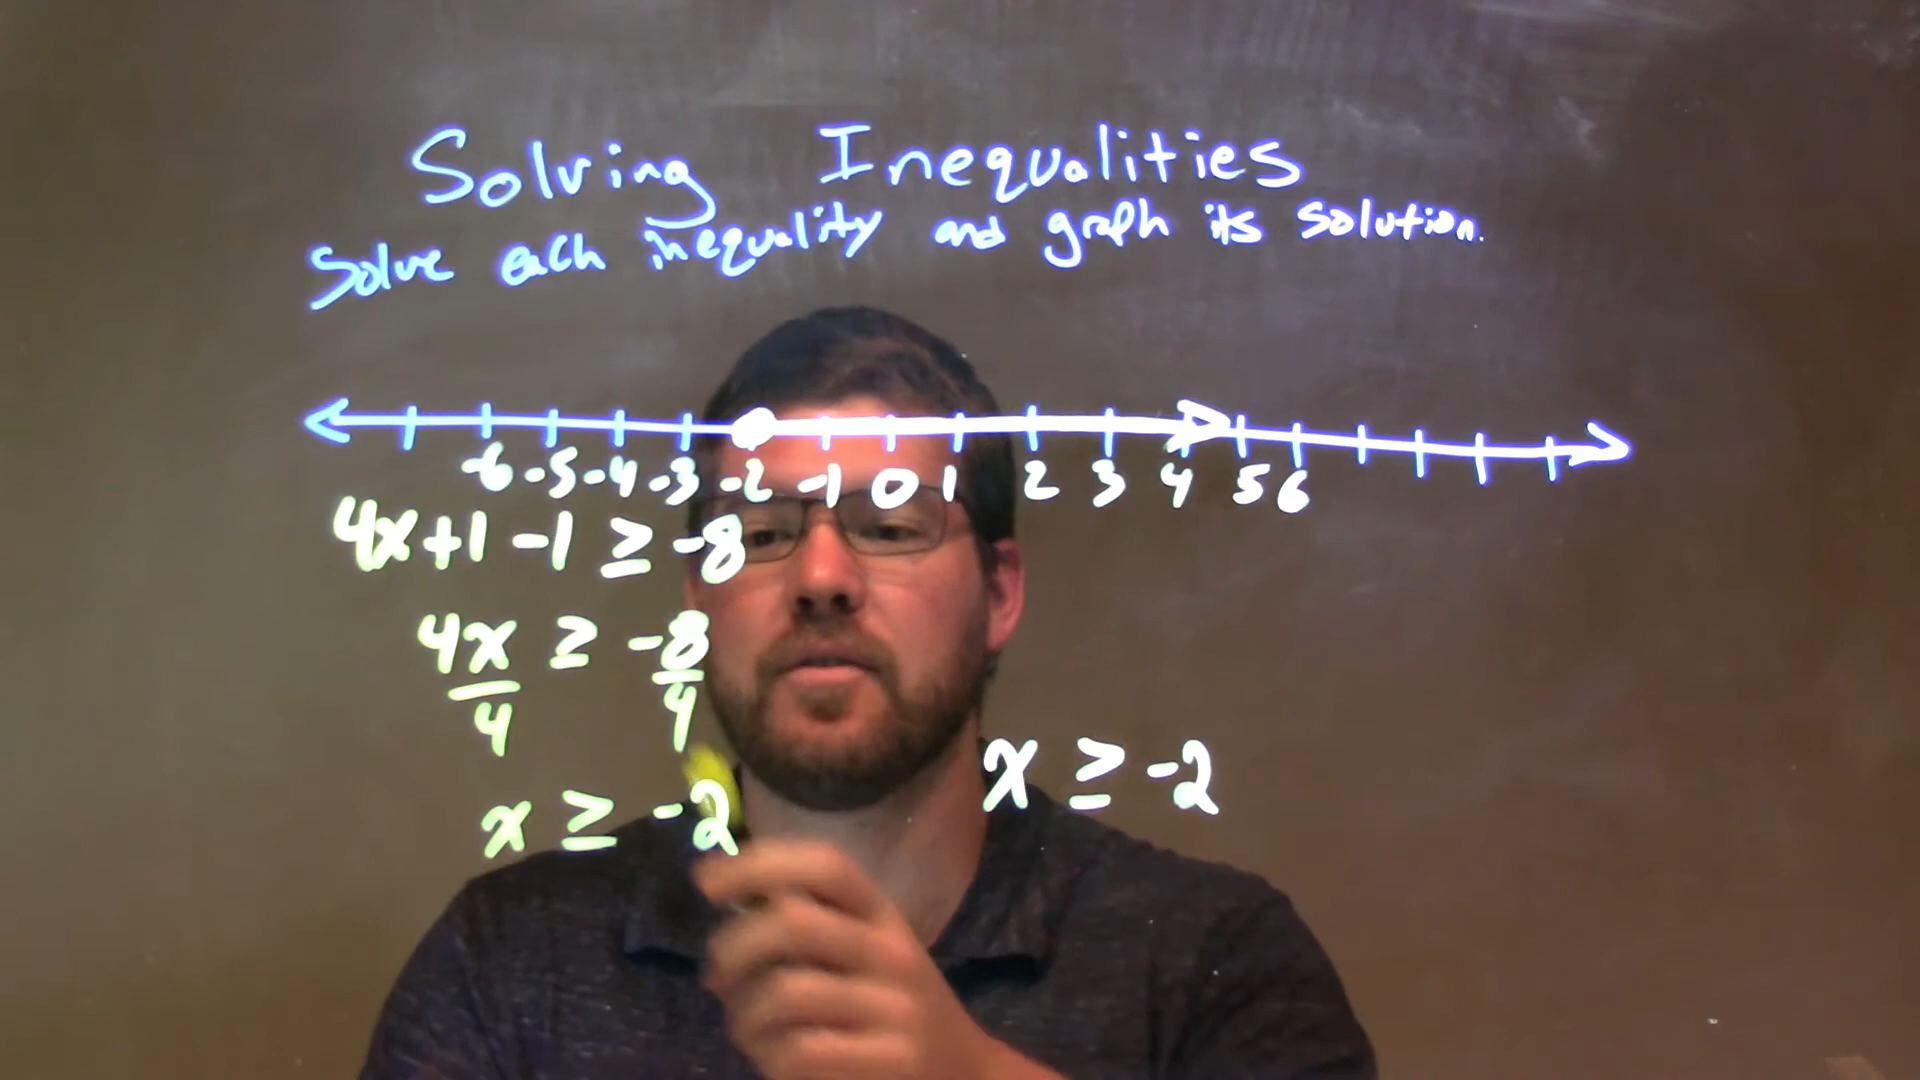 Solving Inequalities
Solve each inequality and graph its solution.
-6 -5 -4 -3 -2 -1 0 1 2 3 4 5 6
4x+1 -1 ≥ -8
4x ≥ -8
4 4
x ≥ -2
x ≥ -2